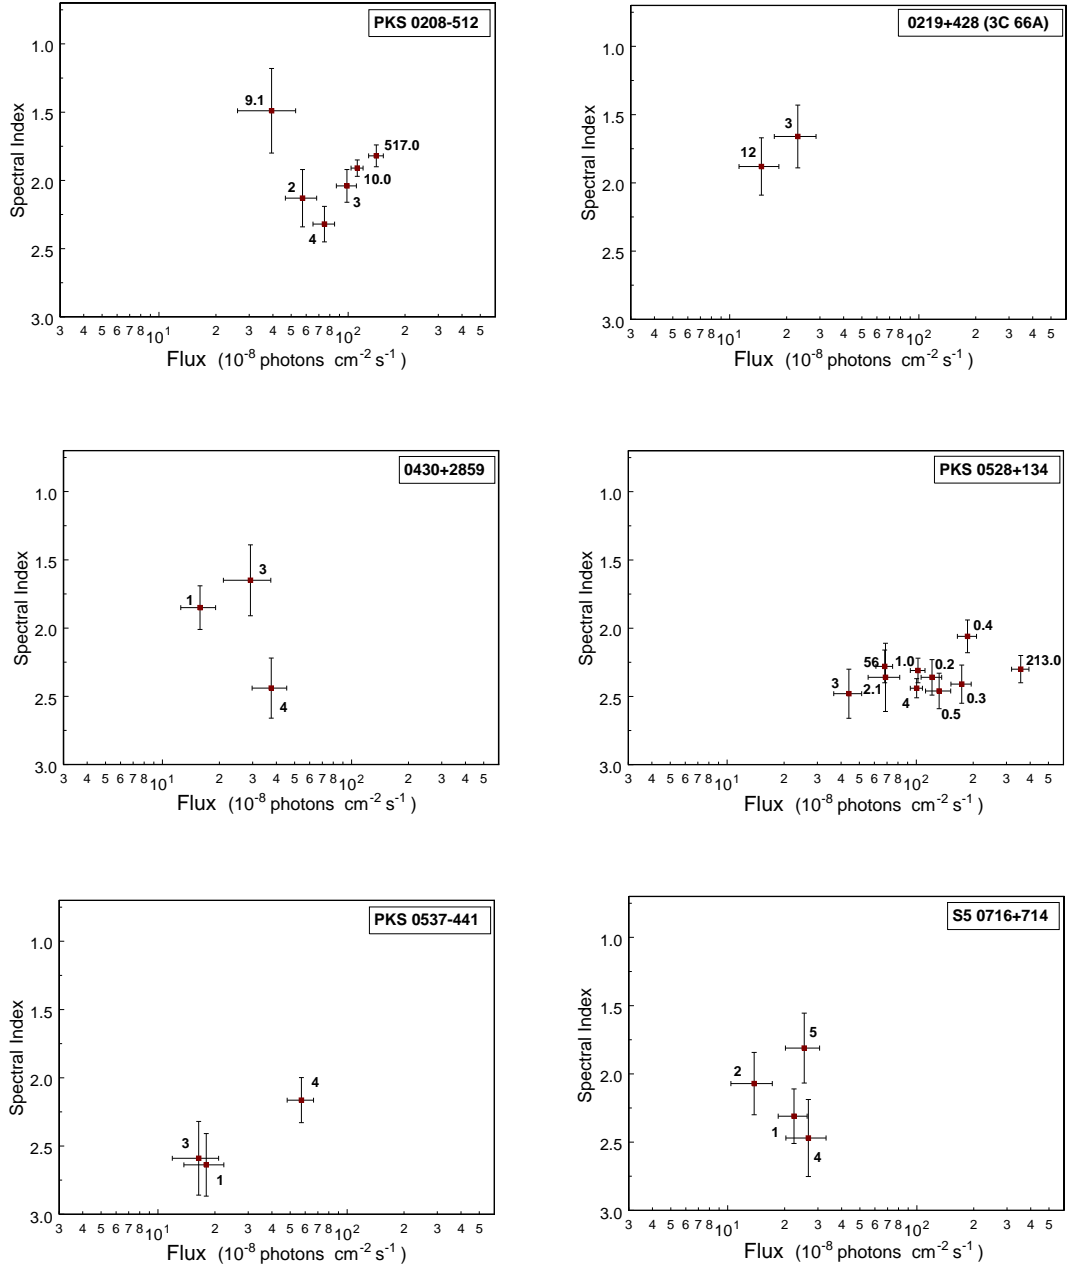 PKS 0208-512
1.0
1.5
2.0
2.5
3.0
Spectral Index
9.1
517.0
10.0
2
3
4
3 4 5 6 7 8 10^1 2 3 4 5 6 7 8 10^2 2 3 4 5
Flux (10^-8 photons cm^-2 s^-1 )
0219+428 (3C 66A)
1.0
1.5
2.0
2.5
3.0
Spectral Index
3
12
3 4 5 6 7 8 10^1 2 3 4 5 6 7 8 10^2 2 3 4 5
Flux (10^-8 photons cm^-2 s^-1 )
0430+2859
1.0
1.5
2.0
2.5
3.0
Spectral Index
3
1
4
3 4 5 6 7 8 10^1 2 3 4 5 6 7 8 10^2 2 3 4 5
Flux (10^-8 photons cm^-2 s^-1 )
PKS 0528+134
1.0
1.5
2.0
2.5
3.0
Spectral Index
0.4
56 1.0 0.2 213.0
3 2.1 4 0.5 0.3
3 4 5 6 7 8 10^1 2 3 4 5 6 7 8 10^2 2 3 4 5
Flux (10^-8 photons cm^-2 s^-1 )
PKS 0537-441
1.0
1.5
2.0
2.5
3.0
Spectral Index
4
3
1
3 4 5 6 7 8 10^1 2 3 4 5 6 7 8 10^2 2 3 4 5
Flux (10^-8 photons cm^-2 s^-1 )
S5 0716+714
1.0
1.5
2.0
2.5
3.0
Spectral Index
5
2
1
4
3 4 5 6 7 8 10^1 2 3 4 5 6 7 8 10^2 2 3 4 5
Flux (10^-8 photons cm^-2 s^-1 )